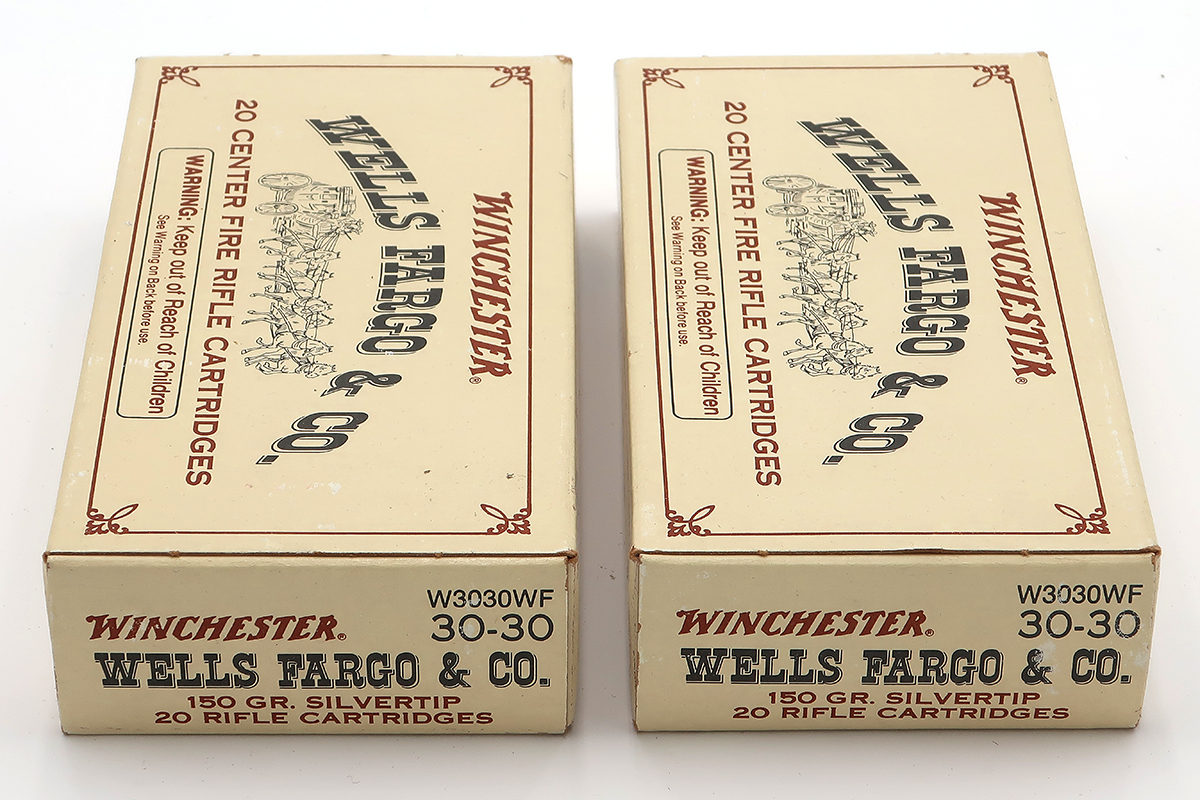 WINCHESTER®
WELLS FARGO & CO.
20 CENTER FIRE RIFLE CARTRIDGES
WARNING: Keep out of Reach of Children
See Warning on Back before use.
W3030WF
WINCHESTER®
30-30
WELLS FARGO & CO.
150 GR. SILVERTIP
20 RIFLE CARTRIDGES
WINCHESTER®
WELLS FARGO & CO.
20 CENTER FIRE RIFLE CARTRIDGES
WARNING: Keep out of Reach of Children
See Warning on Back before use.
W3030WF
WINCHESTER®
30-30
WELLS FARGO & CO.
150 GR. SILVERTIP
20 RIFLE CARTRIDGES